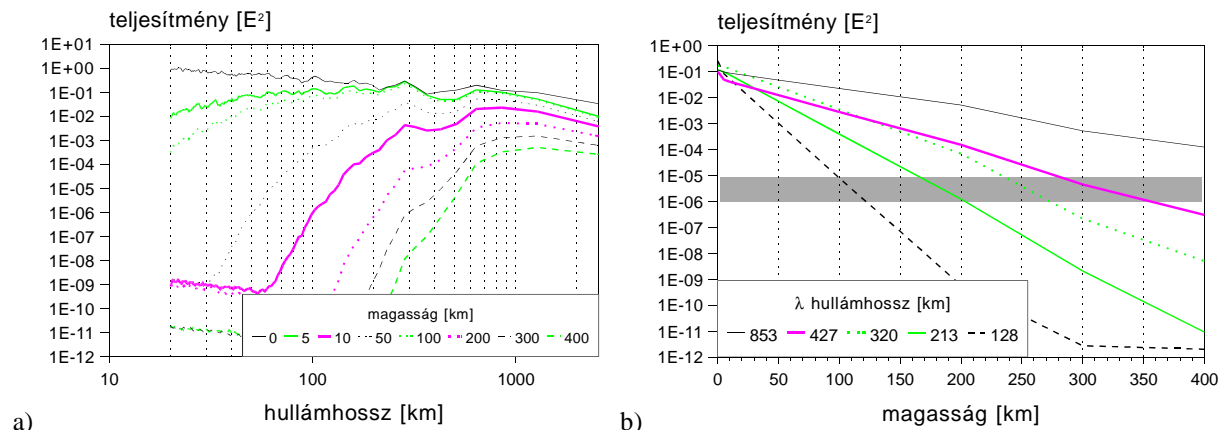 teljesítmény [E²]
1E+01
1E+00
1E-01
1E-02
1E-03
1E-04
1E-05
1E-06
1E-07
1E-08
1E-09
1E-10
1E-11
1E-12
10 100 1000
magasság [km]
0 5 10 50 100 200 300 400
hullámhossz [km]
a)
teljesítmény [E²]
1E+00
1E-01
1E-02
1E-03
1E-04
1E-05
1E-06
1E-07
1E-08
1E-09
1E-10
1E-11
1E-12
0 50 100 150 200 250 300 350 400
λ hullámhossz [km]
853 427 320 213 128
magasság [km]
b)